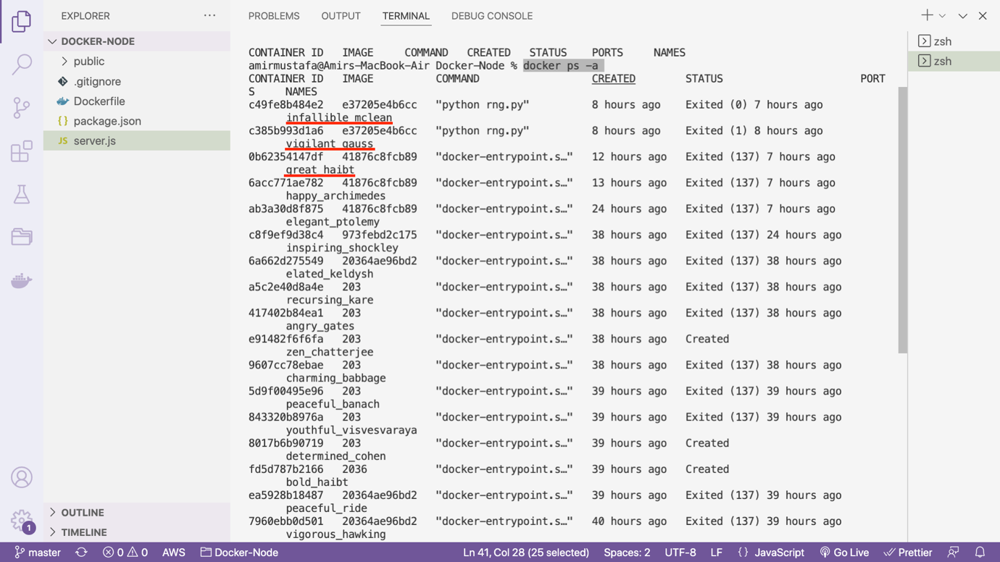 EXPLORER
PROBLEMS OUTPUT TERMINAL DEBUG CONSOLE
DOCKER-NODE
public
.gitignore
Dockerfile
package.json
JS server.js
OUTLINE
TIMELINE
CONTAINER ID IMAGE COMMAND CREATED STATUS PORTS NAMES
amirmustafa@Amirs-MacBook-Air Docker-Node % docker ps -a
CONTAINER ID IMAGE COMMAND CREATED STATUS PORT
S NAMES
c49fe8b484e2 e37205e4b6cc "python rng.py" 8 hours ago Exited (0) 7 hours ago
infallible_mclean
c385b993d1a6 e37205e4b6cc "python rng.py" 8 hours ago Exited (1) 8 hours ago
vigilant_gauss
0b62354147df 41876c8fcb89 "docker-entrypoint.s…" 12 hours ago Exited (137) 7 hours ago
great_haibt
6acc771ae782 41876c8fcb89 "docker-entrypoint.s…" 13 hours ago Exited (137) 7 hours ago
happy_archimedes
ab3a30d8f875 41876c8fcb89 "docker-entrypoint.s…" 24 hours ago Exited (137) 7 hours ago
elegant_ptolemy
c8f9ef9d38c4 973febd2c175 "docker-entrypoint.s…" 38 hours ago Exited (137) 24 hours ago
inspiring_shockley
6a662d275549 20364ae96bd2 "docker-entrypoint.s…" 38 hours ago Exited (137) 38 hours ago
elated_keldysh
a5c2e40d8a4e 203 "docker-entrypoint.s…" 38 hours ago Exited (137) 38 hours ago
recursing_kare
417402b84ea1 203 "docker-entrypoint.s…" 38 hours ago Exited (137) 38 hours ago
angry_gates
e91482f6f6fa 203 "docker-entrypoint.s…" 38 hours ago Created
zen_chatterjee
9607cc78ebae 203 "docker-entrypoint.s…" 38 hours ago Exited (137) 38 hours ago
charming_babbage
5d9f00495e96 203 "docker-entrypoint.s…" 39 hours ago Exited (137) 39 hours ago
peaceful_banach
843320b8976a 203 "docker-entrypoint.s…" 39 hours ago Exited (137) 39 hours ago
youthful_visvesvaraya
8017b6b90719 203 "docker-entrypoint.s…" 39 hours ago Created
determined_cohen
fd5d787b2166 2036 "docker-entrypoint.s…" 39 hours ago Created
bold_haibt
ea5928b18487 20364ae96bd2 "docker-entrypoint.s…" 39 hours ago Exited (137) 39 hours ago
peaceful_ride
7960ebb0d501 20364ae96bd2 "docker-entrypoint.s…" 40 hours ago Exited (137) 39 hours ago
vigorous_hawking
zsh
zsh
1
master 0 0 AWS Docker-Node Ln 41, Col 28 (25 selected) Spaces: 2 UTF-8 LF {} JavaScript Go Live Prettier